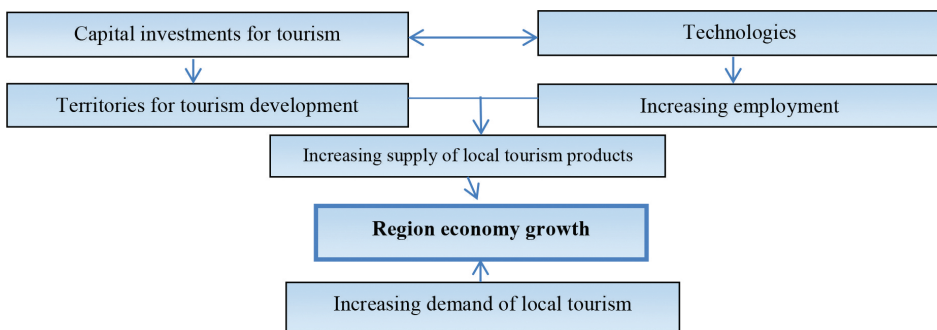 Capital investments for tourism
Technologies
Territories for tourism development
Increasing employment
Increasing supply of local tourism products
Region economy growth
Increasing demand of local tourism